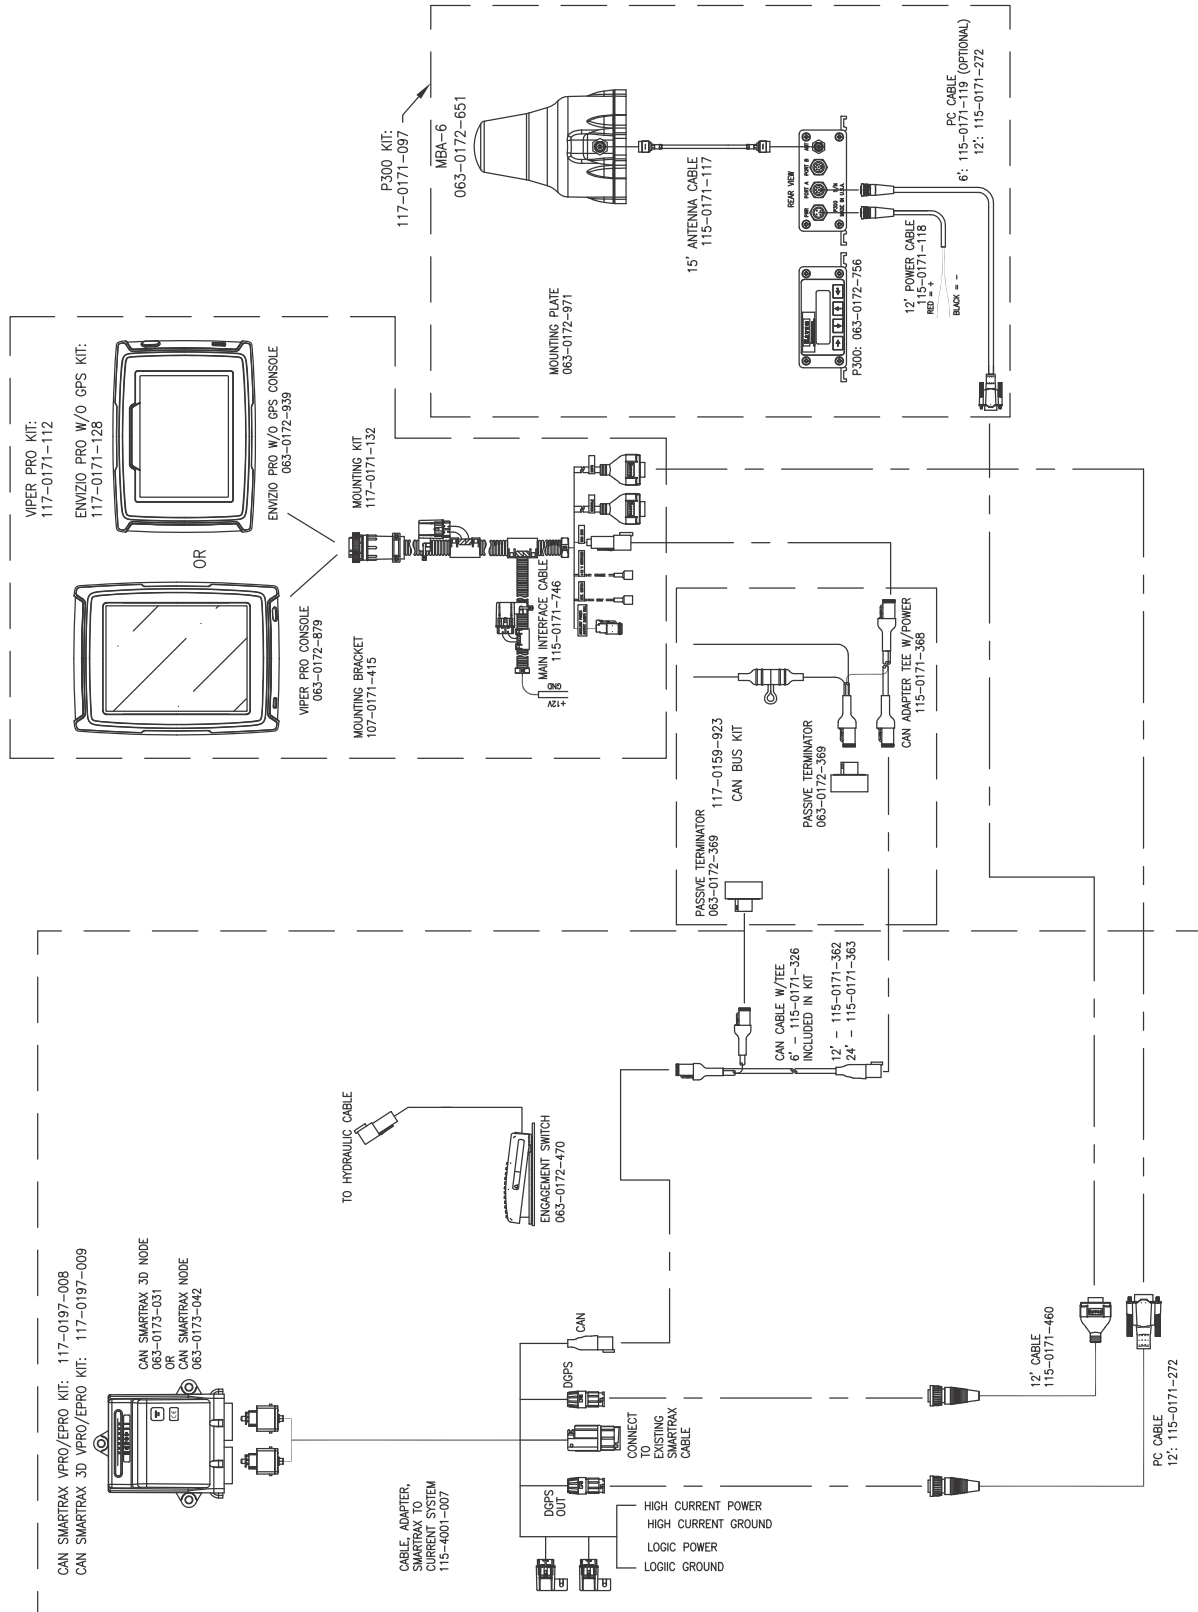 P300 KIT:
117-0171-097
MBA-6
063-0172-651
15' ANTENNA CABLE
115-0171-117
MOUNTING PLATE
063-0172-971
REAR VIEW
PWR
PORT A
PORT B
ANT
P300
S/N
MADE IN U.S.A
RAVEN
P300: 063-0172-756
PC CABLE
6': 115-0171-119 (OPTIONAL)
12': 115-0171-272
12' POWER CABLE
115-0171-118
RED = +
BLACK = -
VIPER PRO KIT:
117-0171-112
ENVIZIO PRO W/O GPS KIT:
117-0171-128
ENVIZIO PRO W/O GPS CONSOLE
063-0172-939
OR
VIPER PRO CONSOLE
063-0172-879
MOUNTING KIT
117-0171-132
MOUNTING BRACKET
107-0171-415
MAIN INTERFACE CABLE
115-0171-746
+12V
GND
117-0159-923
CAN BUS KIT
PASSIVE TERMINATOR
063-0172-369
PASSIVE TERMINATOR
063-0172-369
CAN ADAPTER TEE W/POWER
115-0171-368
CAN CABLE W/TEE
6' - 115-0171-326
INCLUDED IN KIT
12' - 115-0171-362
24' - 115-0171-363
CAN SMARTRAX VPRO/EPRO KIT: 117-0197-008
CAN SMARTRAX 3D VPRO/EPRO KIT: 117-0197-009
CAN SMARTRAX 3D NODE
063-0173-031
OR
CAN SMARTRAX NODE
063-0173-042
TO HYDRAULIC CABLE
ENGAGEMENT SWITCH
063-0172-470
CABLE, ADAPTER,
SMARTRAX TO
CURRENT SYSTEM
115-4001-007
CAN
DGPS
CONNECT
TO
EXISTING
SMARTRAX
CABLE
DGPS
OUT
HIGH CURRENT POWER
HIGH CURRENT GROUND
LOGIC POWER
LOGIIC GROUND
12' CABLE
115-0171-460
PC CABLE
12': 115-0171-272